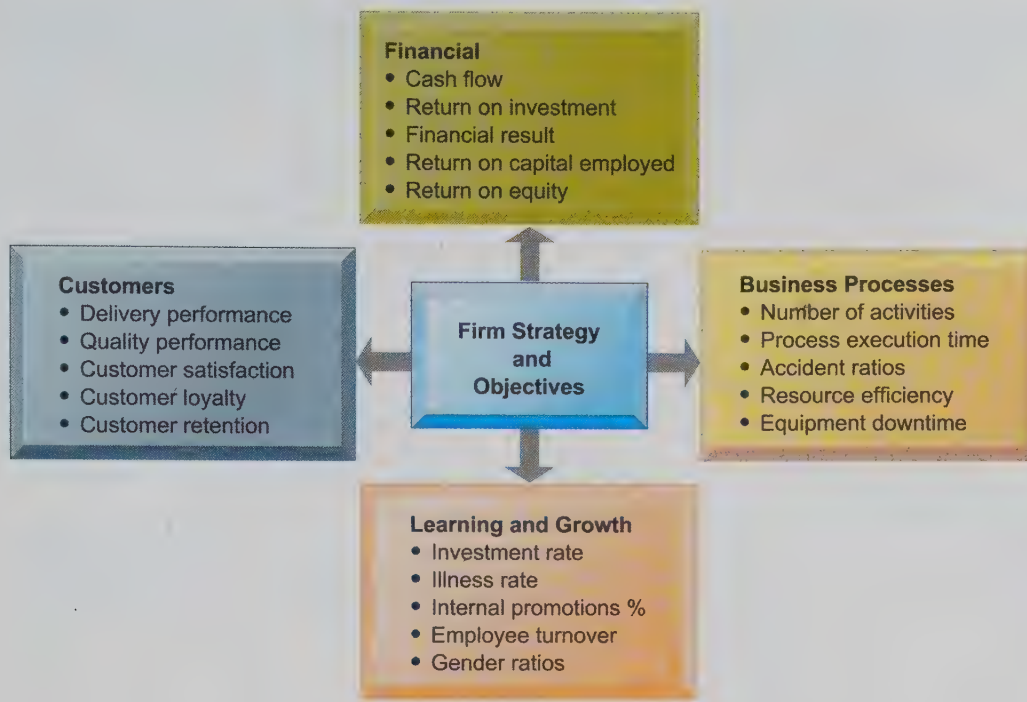 Financial
• Cash flow
• Return on investment
• Financial result
• Return on capital employed
• Return on equity
Customers
• Delivery performance
• Quality performance
• Customer satisfaction
• Customer loyalty
• Customer retention
Firm Strategy
and
Objectives
Business Processes
• Number of activities
• Process execution time
• Accident ratios
• Resource efficiency
• Equipment downtime
Learning and Growth
• Investment rate
• Illness rate
• Internal promotions %
• Employee turnover
• Gender ratios